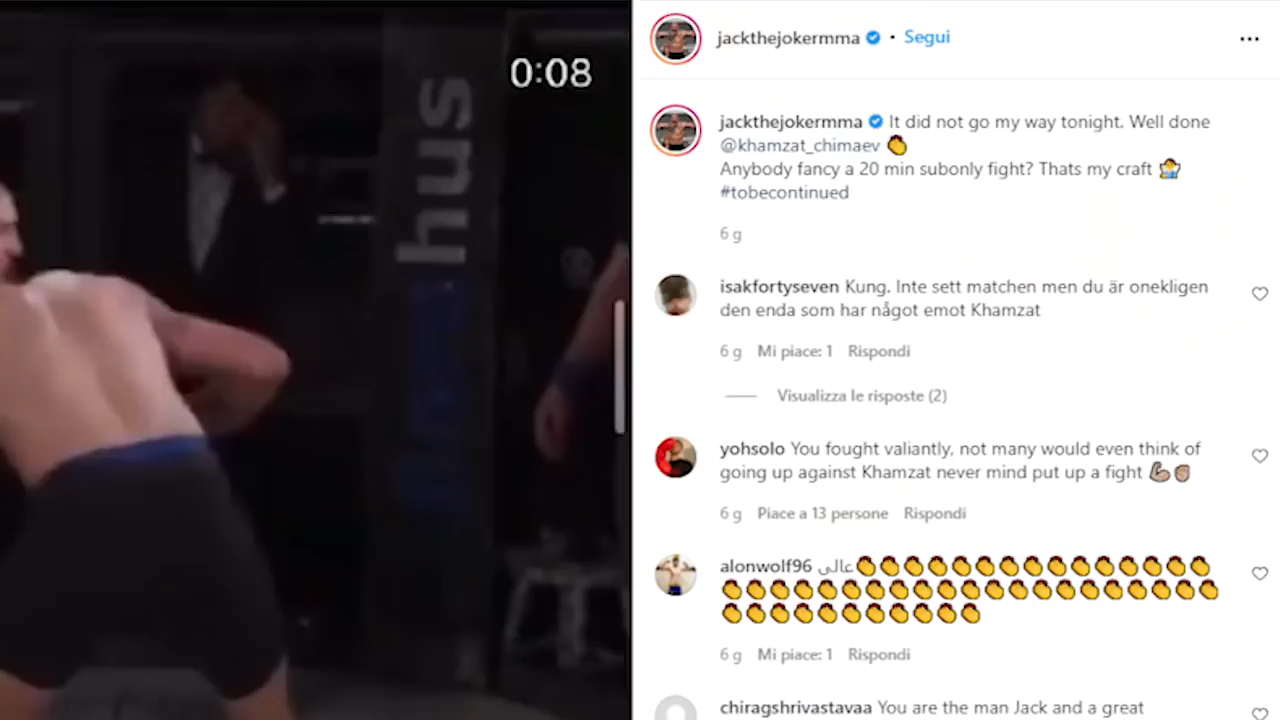 hus
0:08
jackthejokermma • Segui
jackthejokermma It did not go my way tonight. Well done
@khamzat_chimaev 👏
Anybody fancy a 20 min subonly fight? Thats my craft 🤷‍♂️
#tobecontinued
6 g
isakfortyseven Kung. Inte sett matchen men du är onekligen
den enda som har något emot Khamzat
6 g Mi piace: 1 Rispondi
Visualizza le risposte (2)
yohsolo You fought valiantly, not many would even think of
going up against Khamzat never mind put up a fight 💪🏼✊🏼
6 g Piace a 13 persone Rispondi
alonwolf96 عالی👏👏👏👏👏👏👏👏👏👏👏👏👏👏👏
👏👏👏👏👏👏👏👏👏👏👏👏👏👏👏👏👏👏👏👏👏
👏👏👏👏👏👏👏👏👏👏👏
6 g Mi piace: 1 Rispondi
chiragshrivastavaa You are the man Jack and a great